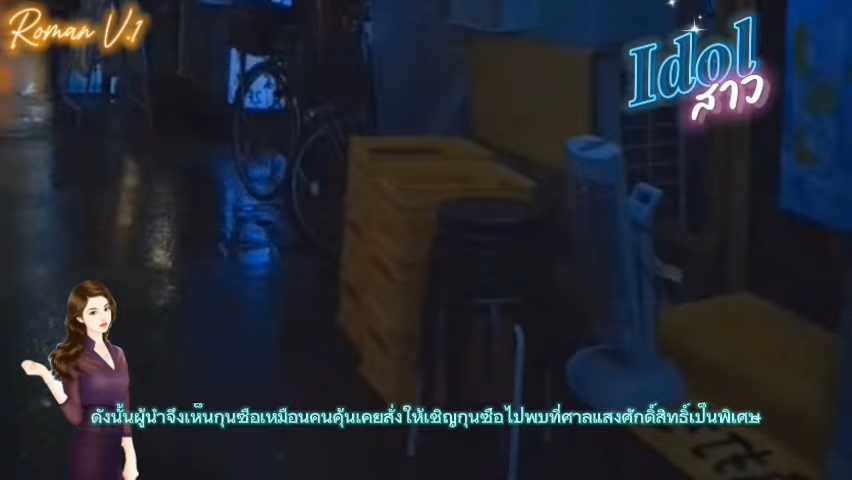 Roman V.1
Idol
สาว
ดังนั้นผู้นำจึงเห็นกุนซือเหมือนคนคุ้นเคยสั่งให้เชิญกุนซือไปพบที่ศาลแสงศักดิ์สิทธิ์เป็นพิเศษ